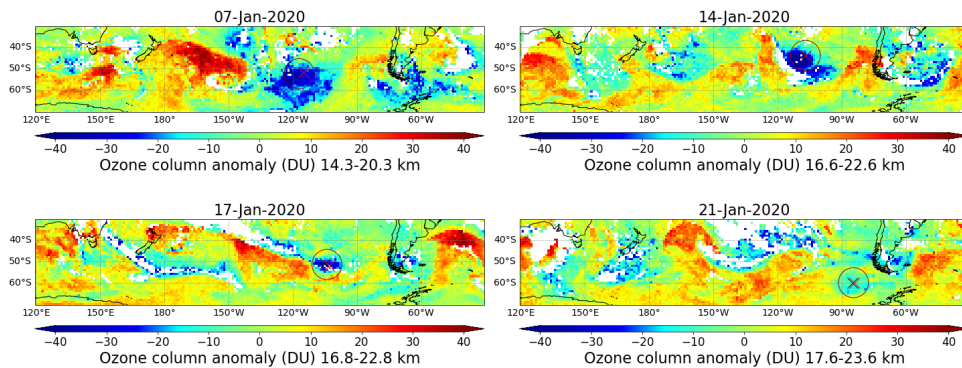 07-Jan-2020
40°S
50°S
60°S
120°E 150°E 180° 150°W 120°W 90°W 60°W
−40 −30 −20 −10 0 10 20 30 40
Ozone column anomaly (DU) 14.3-20.3 km
14-Jan-2020
40°S
50°S
60°S
120°E 150°E 180° 150°W 120°W 90°W 60°W
−40 −30 −20 −10 0 10 20 30 40
Ozone column anomaly (DU) 16.6-22.6 km
17-Jan-2020
40°S
50°S
60°S
120°E 150°E 180° 150°W 120°W 90°W 60°W
−40 −30 −20 −10 0 10 20 30 40
Ozone column anomaly (DU) 16.8-22.8 km
21-Jan-2020
40°S
50°S
60°S
120°E 150°E 180° 150°W 120°W 90°W 60°W
−40 −30 −20 −10 0 10 20 30 40
Ozone column anomaly (DU) 17.6-23.6 km